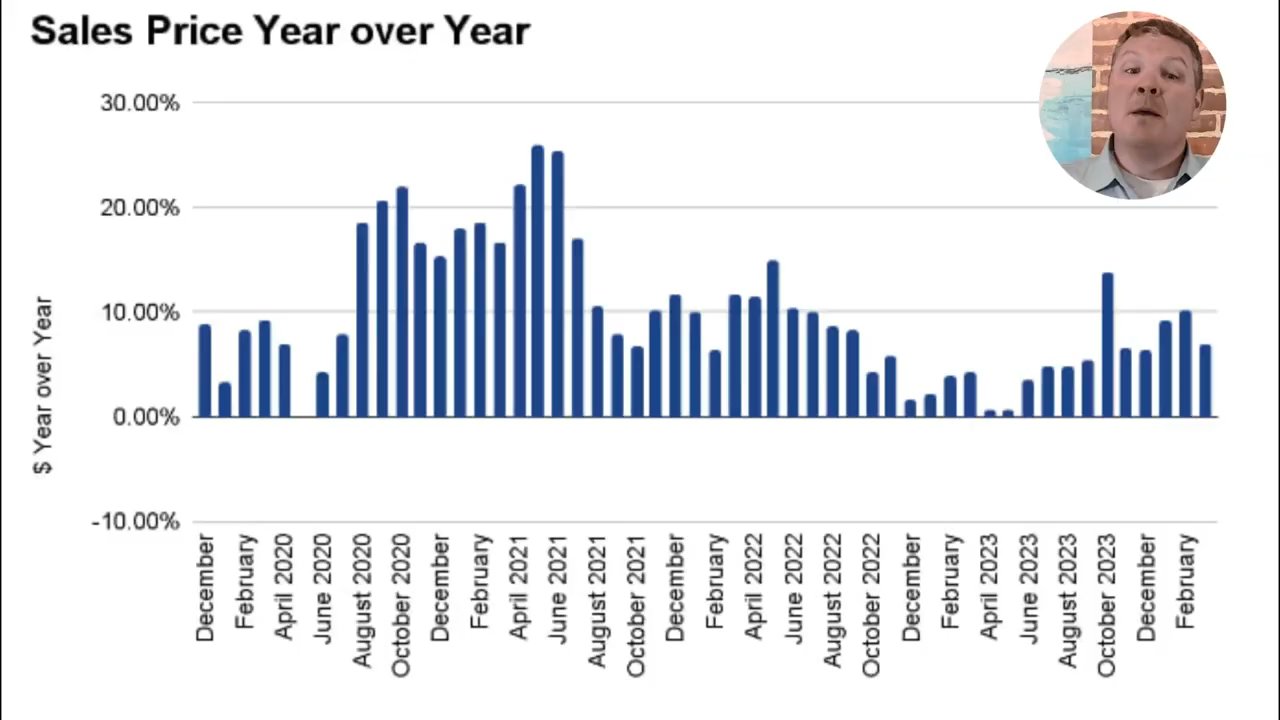 Sales Price Year over Year
30.00%
20.00%
10.00%
0.00%
-10.00%
$ Year over Year
December
February
April 2020
June 2020
August 2020
October 2020
December
February
April 2021
June 2021
August 2021
October 2021
December
February
April 2022
June 2022
August 2022
October 2022
December
February
April 2023
June 2023
August 2023
October 2023
December
February